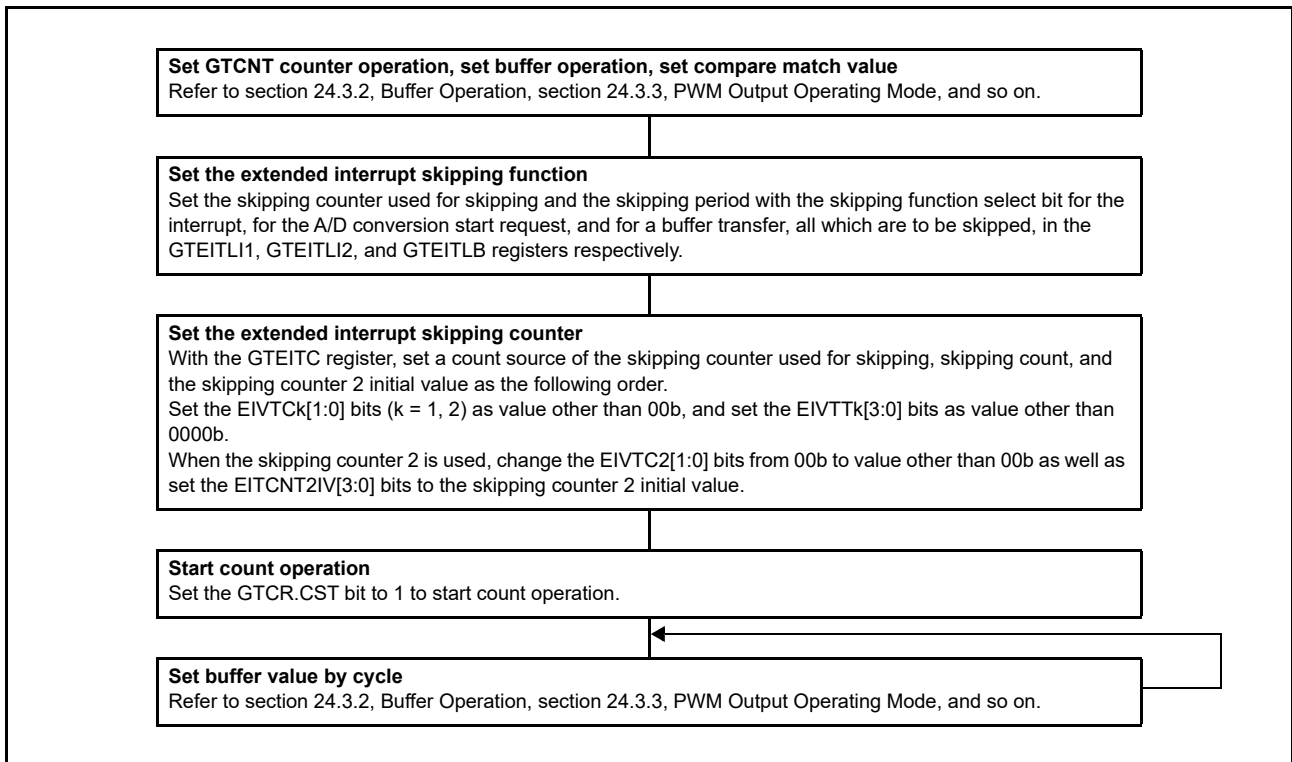 Set GTCNT counter operation, set buffer operation, set compare match value
Refer to section 24.3.2, Buffer Operation, section 24.3.3, PWM Output Operating Mode, and so on.
Set the extended interrupt skipping function
Set the skipping counter used for skipping and the skipping period with the skipping function select bit for the
interrupt, for the A/D conversion start request, and for a buffer transfer, all which are to be skipped, in the
GTEITLI1, GTEITLI2, and GTEITLB registers respectively.
Set the extended interrupt skipping counter
With the GTEITC register, set a count source of the skipping counter used for skipping, skipping count, and
the skipping counter 2 initial value as the following order.
Set the EIVTCk[1:0] bits (k = 1, 2) as value other than 00b, and set the EIVTTk[3:0] bits as value other than
0000b.
When the skipping counter 2 is used, change the EIVTC2[1:0] bits from 00b to value other than 00b as well as
set the EITCNT2IV[3:0] bits to the skipping counter 2 initial value.
Start count operation
Set the GTCR.CST bit to 1 to start count operation.
Set buffer value by cycle
Refer to section 24.3.2, Buffer Operation, section 24.3.3, PWM Output Operating Mode, and so on.